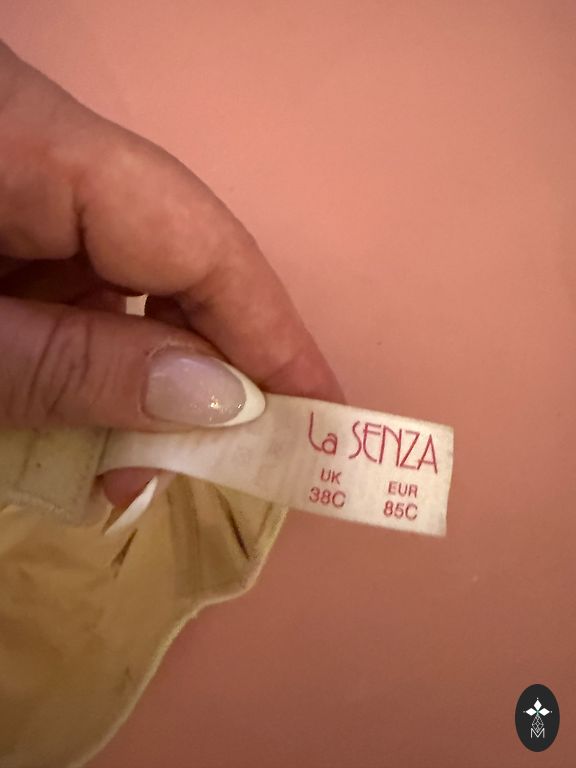 La SENZA
UK EUR
38C 85C
M